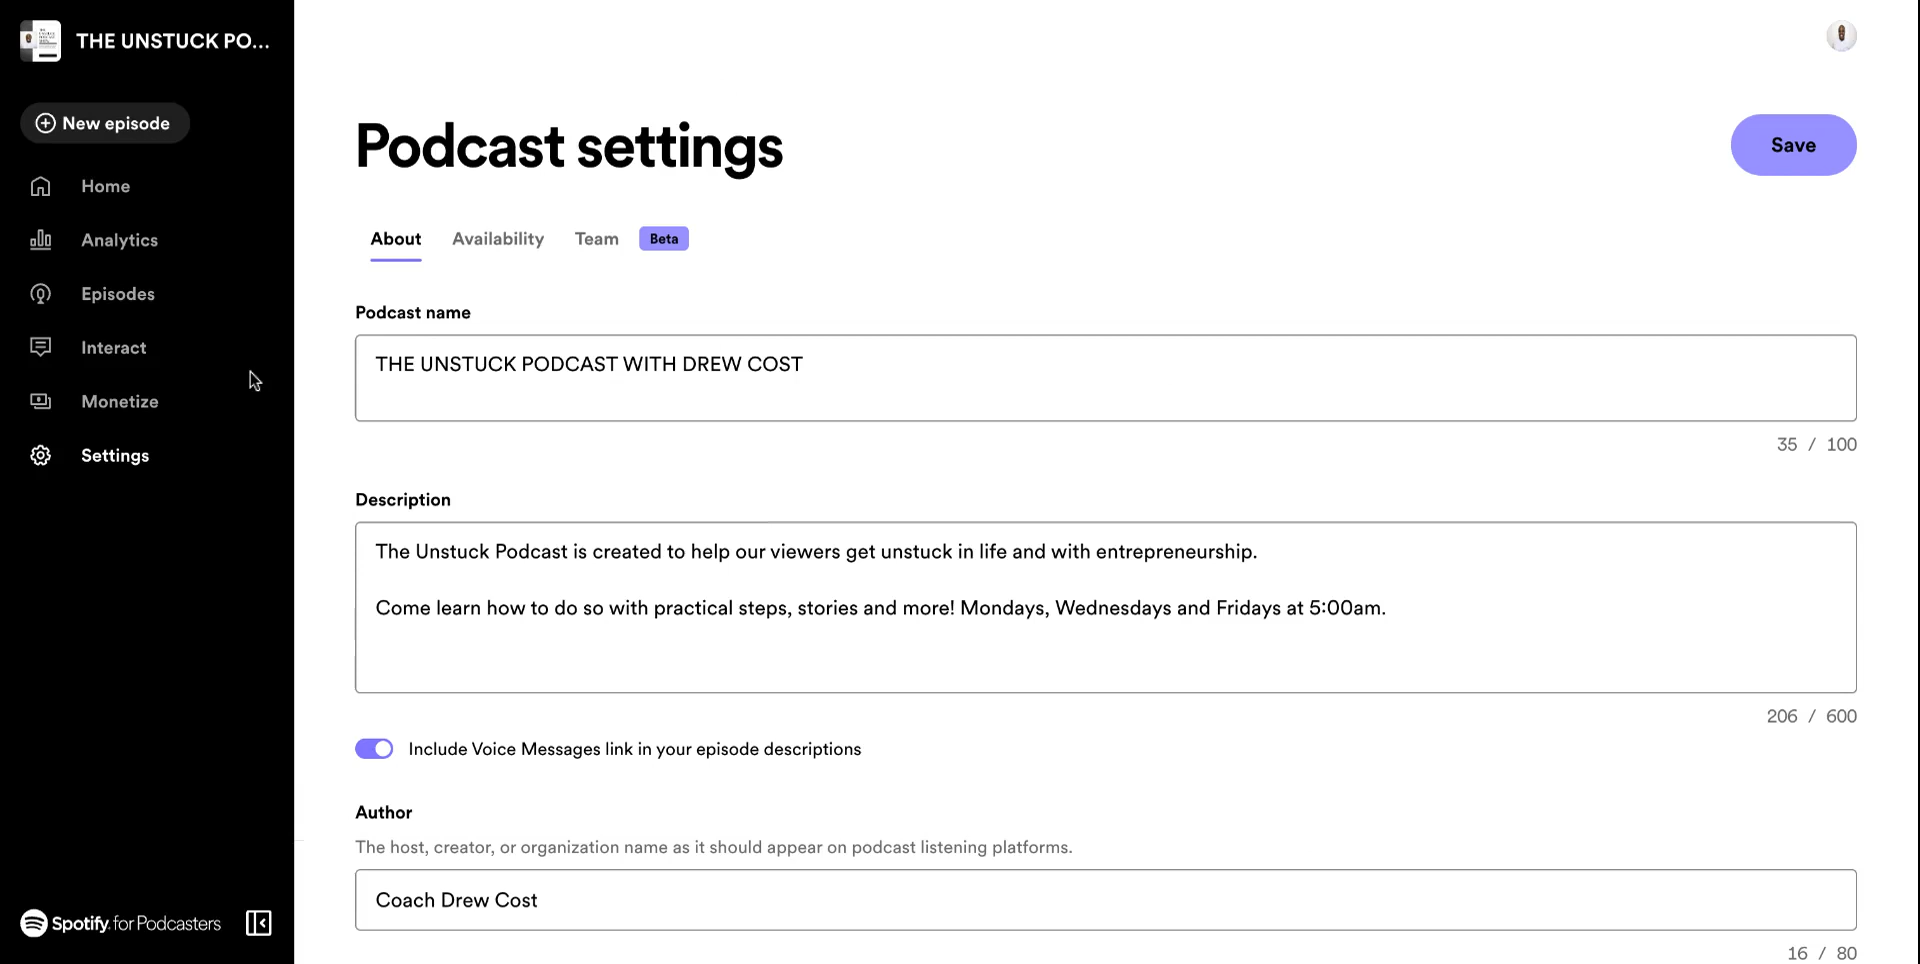 THE UNSTUCK PO...
New episode
Home
Analytics
Episodes
Interact
Monetize
Settings
Spotify for Podcasters
Podcast settings
Save
About Availability Team Beta
Podcast name
THE UNSTUCK PODCAST WITH DREW COST
35 / 100
Description
The Unstuck Podcast is created to help our viewers get unstuck in life and with entrepreneurship.
Come learn how to do so with practical steps, stories and more! Mondays, Wednesdays and Fridays at 5:00am.
206 / 600
Include Voice Messages link in your episode descriptions
Author
The host, creator, or organization name as it should appear on podcast listening platforms.
Coach Drew Cost
16 / 80